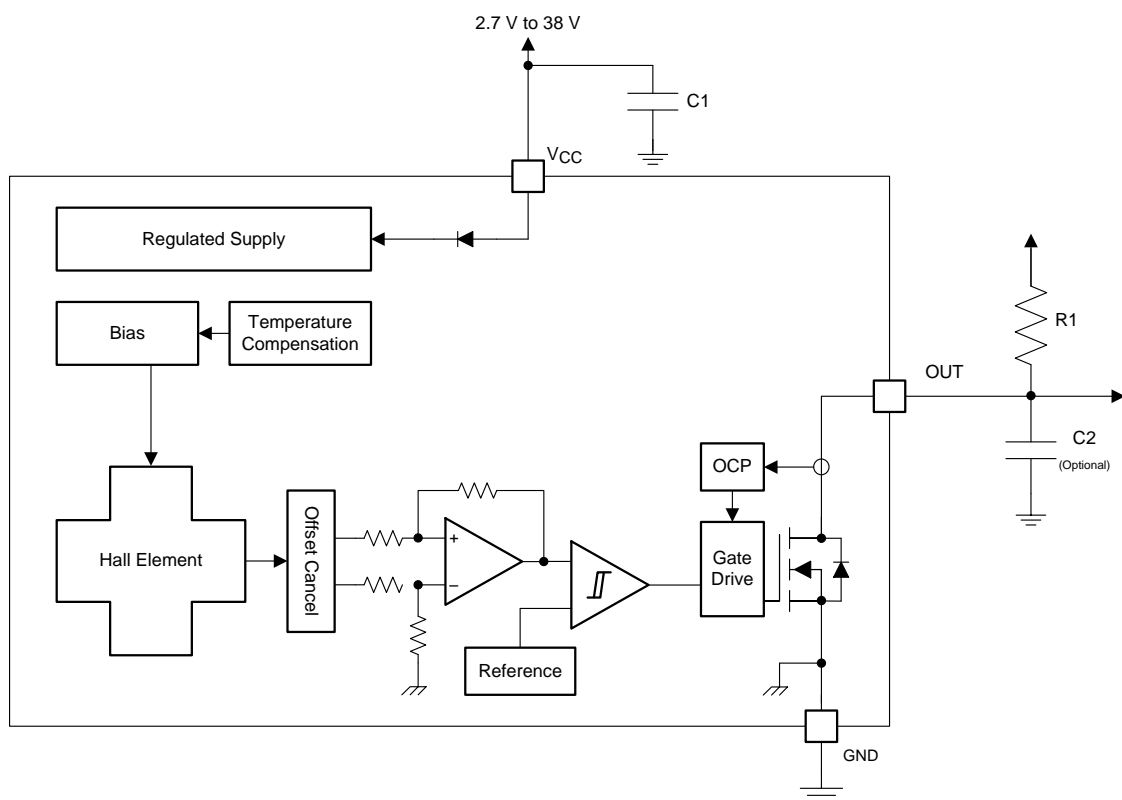 2.7 V to 38 V
C1
VCC
Regulated Supply
Bias
Temperature
Compensation
R1
OUT
C2
(Optional)
OCP
Hall Element
Offset Cancel
+
–
Gate
Drive
Reference
GND